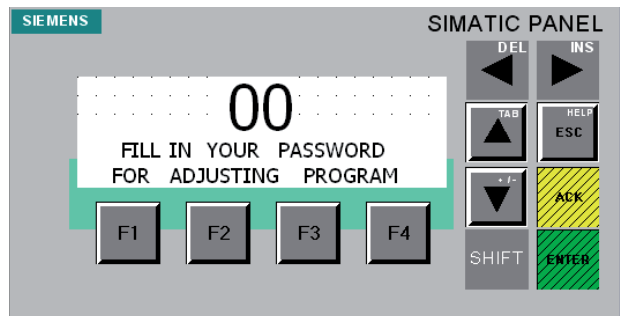 SIEMENS
SIMATIC PANEL
DEL
INS
00
TAB
HELP
ESC
FILL IN YOUR PASSWORD
FOR ADJUSTING PROGRAM
+ /-
ACK
F1
F2
F3
F4
SHIFT
ENTER